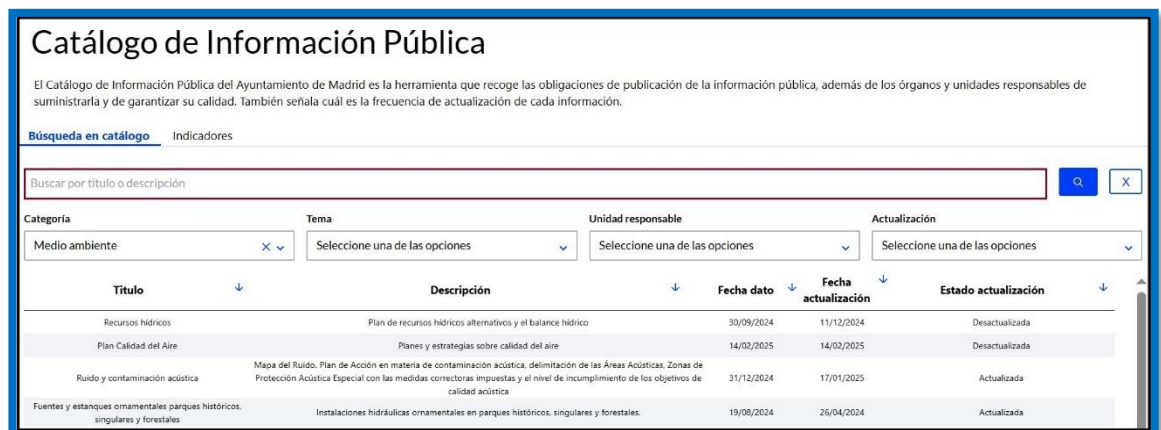 Catálogo de Información Pública
El Catálogo de Información Pública del Ayuntamiento de Madrid es la herramienta que recoge las obligaciones de publicación de la información pública, además de los órganos y unidades responsables de
suministrarla y de garantizar su calidad. También señala cuál es la frecuencia de actualización de cada información.
Búsqueda en catálogo Indicadores
Buscar por título o descripción X
Categoría Tema Unidad responsable Actualización
Medio ambiente Seleccione una de las opciones Seleccione una de las opciones Seleccione una de las opciones
Titulo Descripción Fecha dato Fecha actualización Estado actualización
Recursos hídricos Plan de recursos hídricos alternativos y el balance hídrico 30/09/2024 11/12/2024 Desactualizada
Plan Calidad del Aire Planes y estrategias sobre calidad del aire 14/02/2025 14/02/2025 Desactualizada
Mapa del Ruido. Plan de Acción en materia de contaminación acústica, delimitación de las Áreas Acústicas, Zonas de
Ruido y contaminación acústica Protección Acústica Especial con las medidas correctoras impuestas y el nivel de incumplimiento de los objetivos de 31/12/2024 17/01/2025 Actualizada
calidad acústica
Fuentes y estanques ornamentales parques históricos,
singulares y forestales Instalaciones hidráulicas ornamentales en parques históricos, singulares y forestales. 19/08/2024 26/04/2024 Actualizada